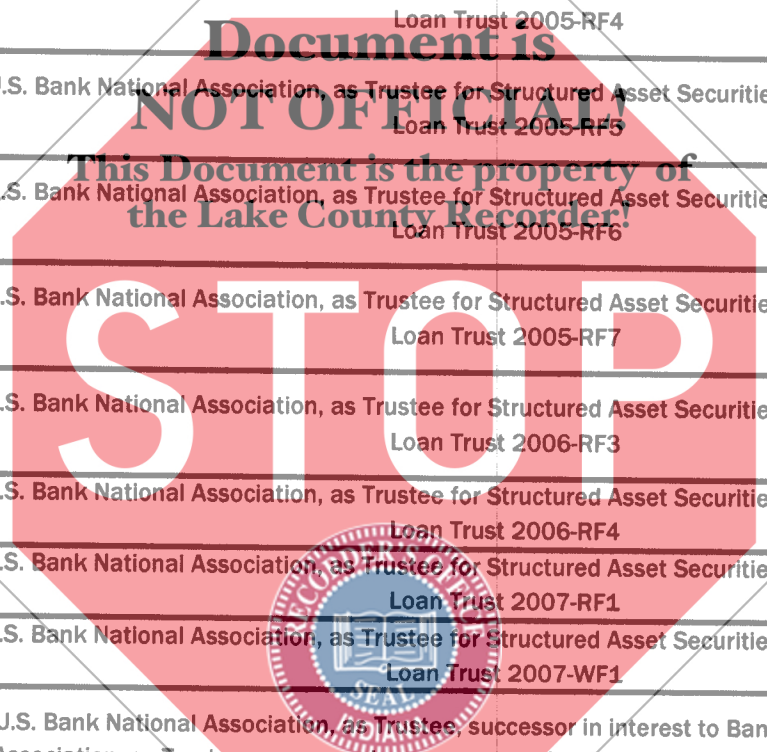 Loan Trust 2005-RF4
Document is
U.S. Bank National Association, as Trustee for Structured Asset Securitie
NOT OFFICIAL!
Loan Trust 2005-RF5
This Document is the property of
.S. Bank National Association, as Trustee for Structured Asset Securitie
the Lake County Recorder!
Loan Trust 2005-RF6
.S. Bank National Association, as Trustee for Structured Asset Securitie
Loan Trust 2005-RF7
STOP
.S. Bank National Association, as Trustee for Structured Asset Securitie
Loan Trust 2006-RF3
.S. Bank National Association, as Trustee for Structured Asset Securitie
Loan Trust 2006-RF4
RECORDER'S OFFICE
.S. Bank National Association, as Trustee for Structured Asset Securitie
Loan Trust 2007-RF1
.S. Bank National Association, as Trustee for Structured Asset Securitie
Loan Trust 2007-WF1
SEAL
U.S. Bank National Association, as Trustee, successor in interest to Ban